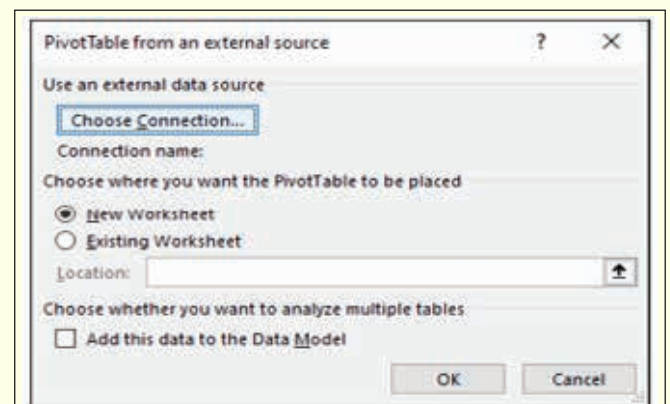 PivotTable from an external source ? ×
Use an external data source
Choose Connection...
Connection name:
Choose where you want the PivotTable to be placed
New Worksheet
Existing Worksheet
Location:
Choose whether you want to analyze multiple tables
Add this data to the Data Model
OK Cancel